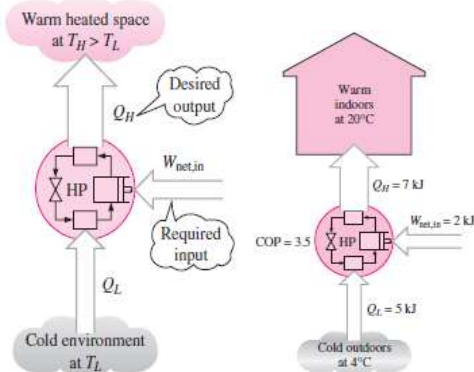 Warm heated space
at T_H > T_L
Desired
output
Q_H
W_net,in
HP
Required
input
Q_L
Cold environment
at T_L
Warm
indoors
at 20°C
Q_H = 7 kJ
W_net,in = 2 kJ
COP = 3.5
HP
Q_L = 5 kJ
Cold outdoors
at 4°C